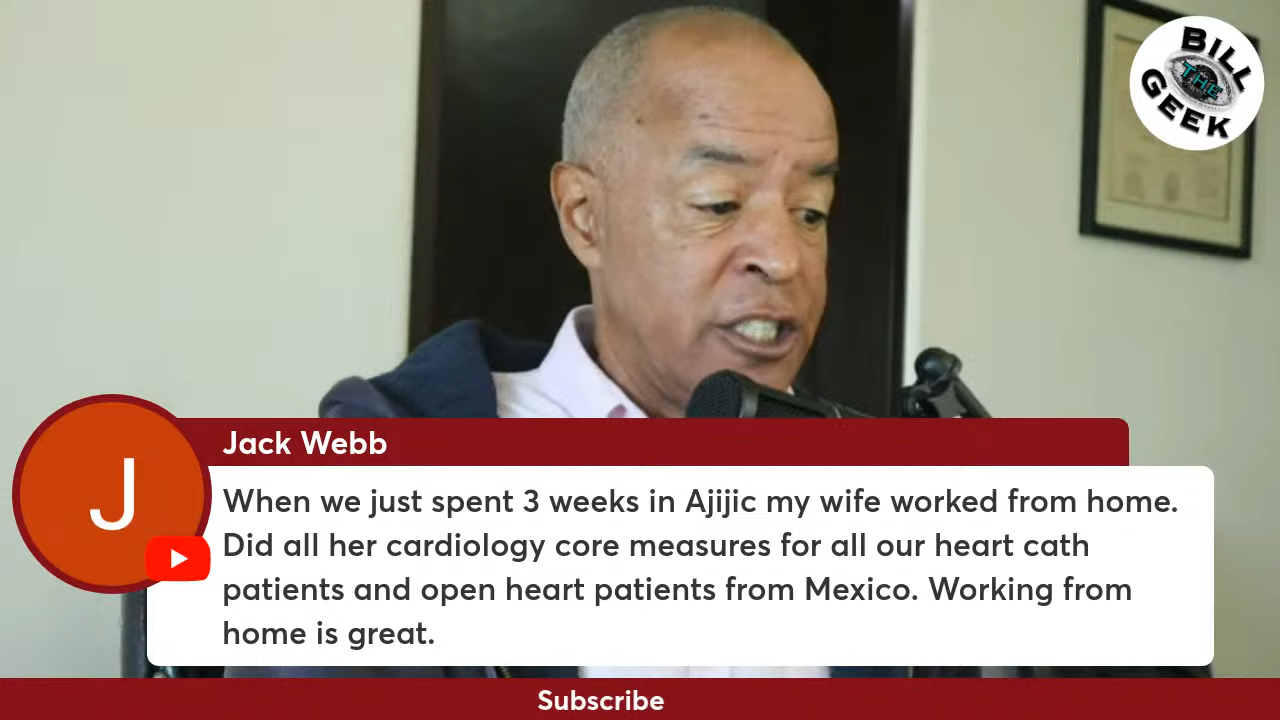 BILL
THE
GEEK
J
Jack Webb
When we just spent 3 weeks in Ajijic my wife worked from home.
Did all her cardiology core measures for all our heart cath
patients and open heart patients from Mexico. Working from
home is great.
Subscribe